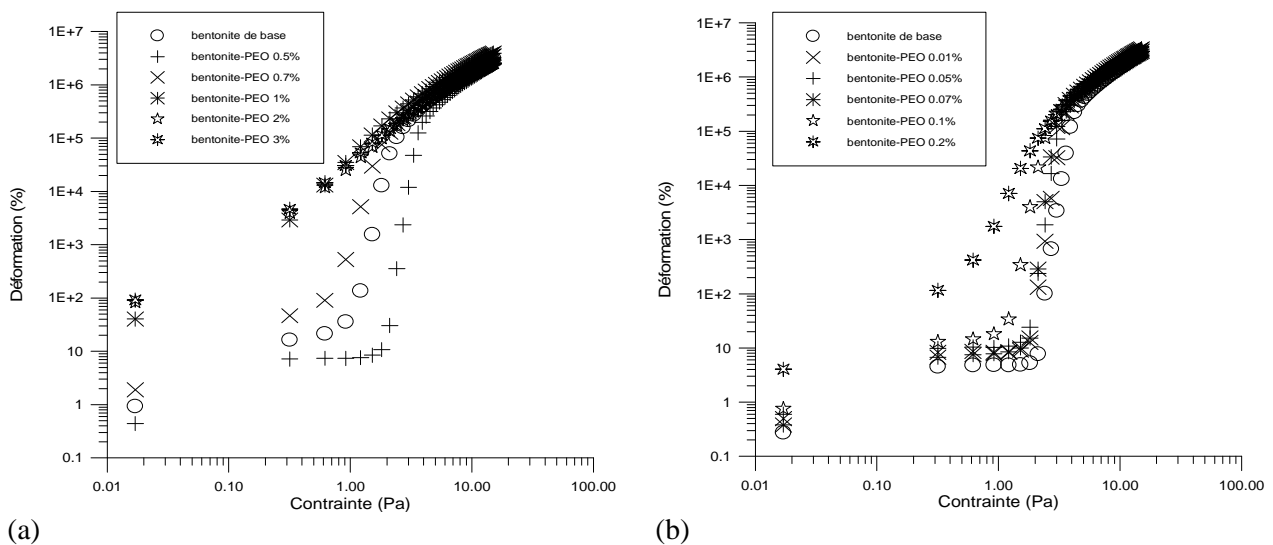 bentonite de base
bentonite-PEO 0.5%
bentonite-PEO 0.7%
bentonite-PEO 1%
bentonite-PEO 2%
bentonite-PEO 3%
1E+7
1E+6
1E+5
1E+4
1E+3
1E+2
10
1
0.1
Déformation (%)
0.01
0.10
1.00
10.00
100.00
Contrainte (Pa)
(a)
bentonite de base
bentonite-PEO 0.01%
bentonite-PEO 0.05%
bentonite-PEO 0.07%
bentonite-PEO 0.1%
bentonite-PEO 0.2%
1E+7
1E+6
1E+5
1E+4
1E+3
1E+2
10
1
0.1
Déformation (%)
0.01
0.10
1.00
10.00
100.00
Contrainte (Pa)
(b)